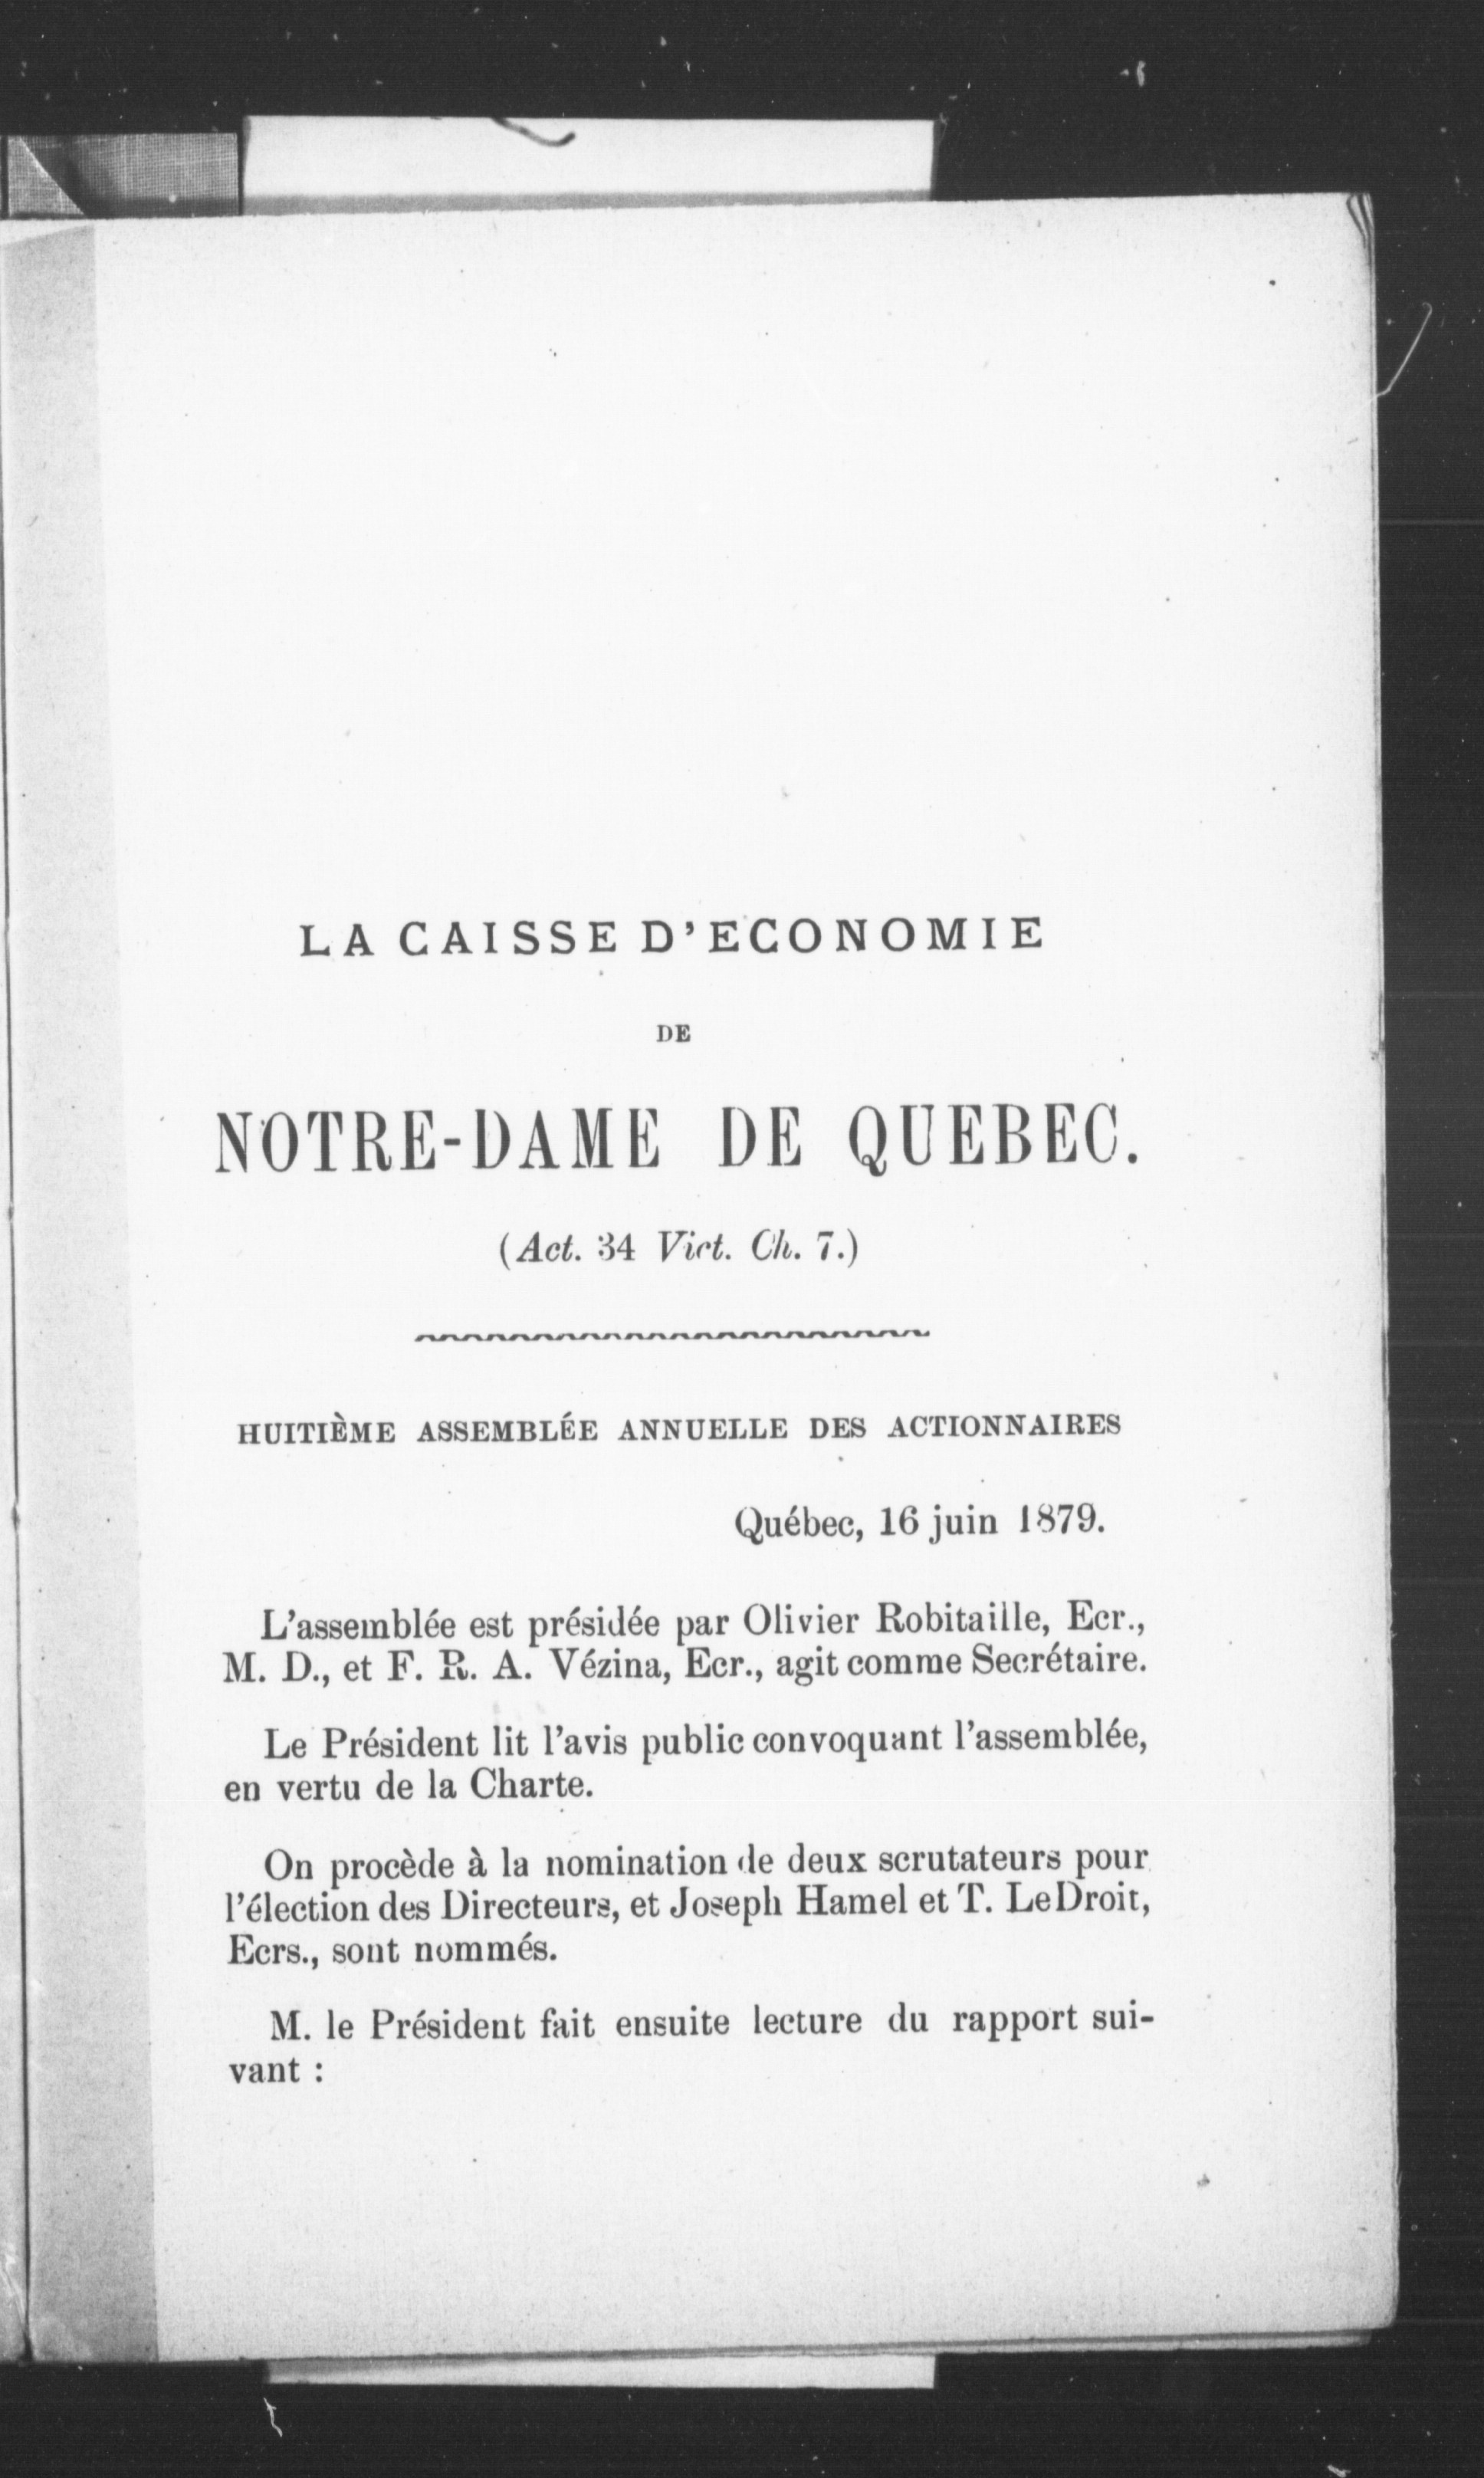 LA CAISSE D'ECONOMIE
DE
NOTRE-DAME DE QUEBEC.
(Act. 34 Vict. Ch. 7.)
HUITIÈME ASSEMBLÉE ANNUELLE DES ACTIONNAIRES
Québec, 16 juin 1879.
L'assemblée est présidée par Olivier Robitaille, Ecr.,
M. D., et F. R. A. Vézina, Ecr., agit comme Secrétaire.
Le Président lit l'avis public convoquant l'assemblée,
en vertu de la Charte.
On procède à la nomination de deux scrutateurs pour
l'élection des Directeurs, et Joseph Hamel et T. LeDroit,
Ecrs., sont nommés.
M. le Président fait ensuite lecture du rapport sui-
vant :